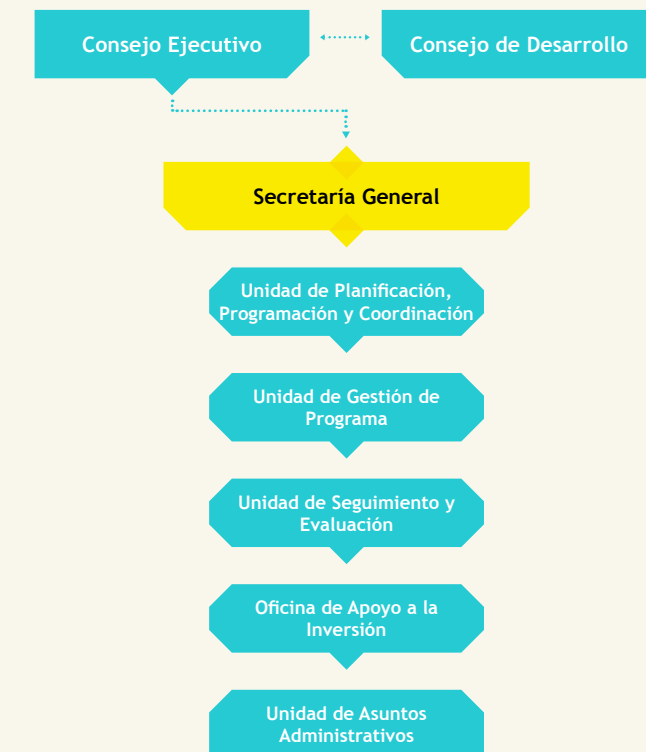 Consejo Ejecutivo
Consejo de Desarrollo
Secretaría General
Unidad de Planificación,
Programación y Coordinación
Unidad de Gestión de
Programa
Unidad de Seguimiento y
Evaluación
Oficina de Apoyo a la
Inversión
Unidad de Asuntos
Administrativos